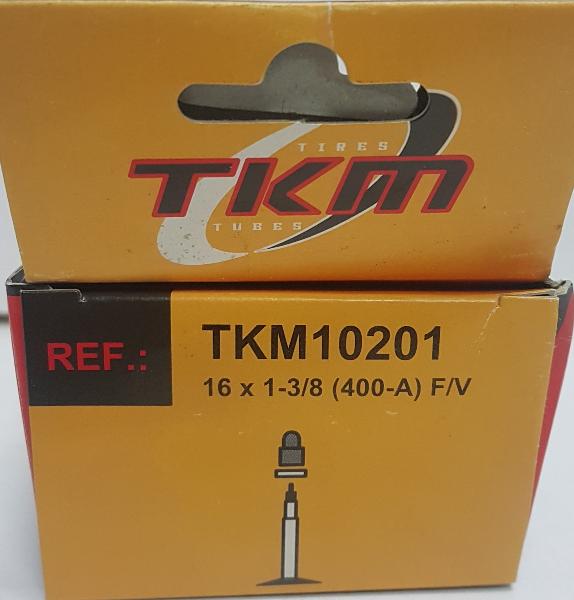 TIRES
TKM
TUBES
REF.: TKM10201
16 x 1-3/8 (400-A) F/V